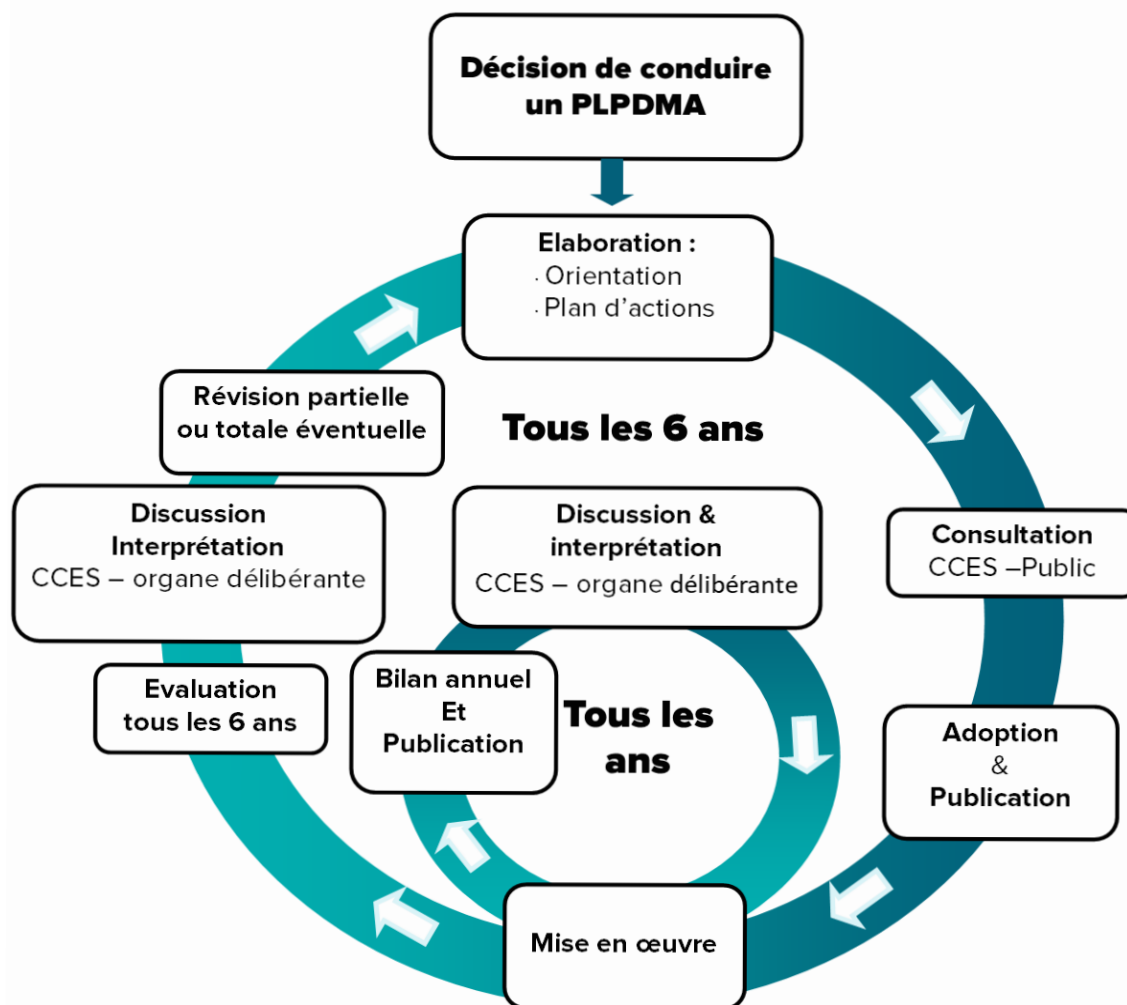 Décision de conduire
un PLPDMA
Elaboration :
· Orientation
· Plan d'actions
Révision partielle
ou totale éventuelle
Tous les 6 ans
Discussion
Interprétation
CCES – organe délibérante
Discussion &
interprétation
CCES – organe délibérante
Consultation
CCES –Public
Evaluation
tous les 6 ans
Bilan annuel
Et
Publication
Tous les
ans
Adoption
&
Publication
Mise en œuvre